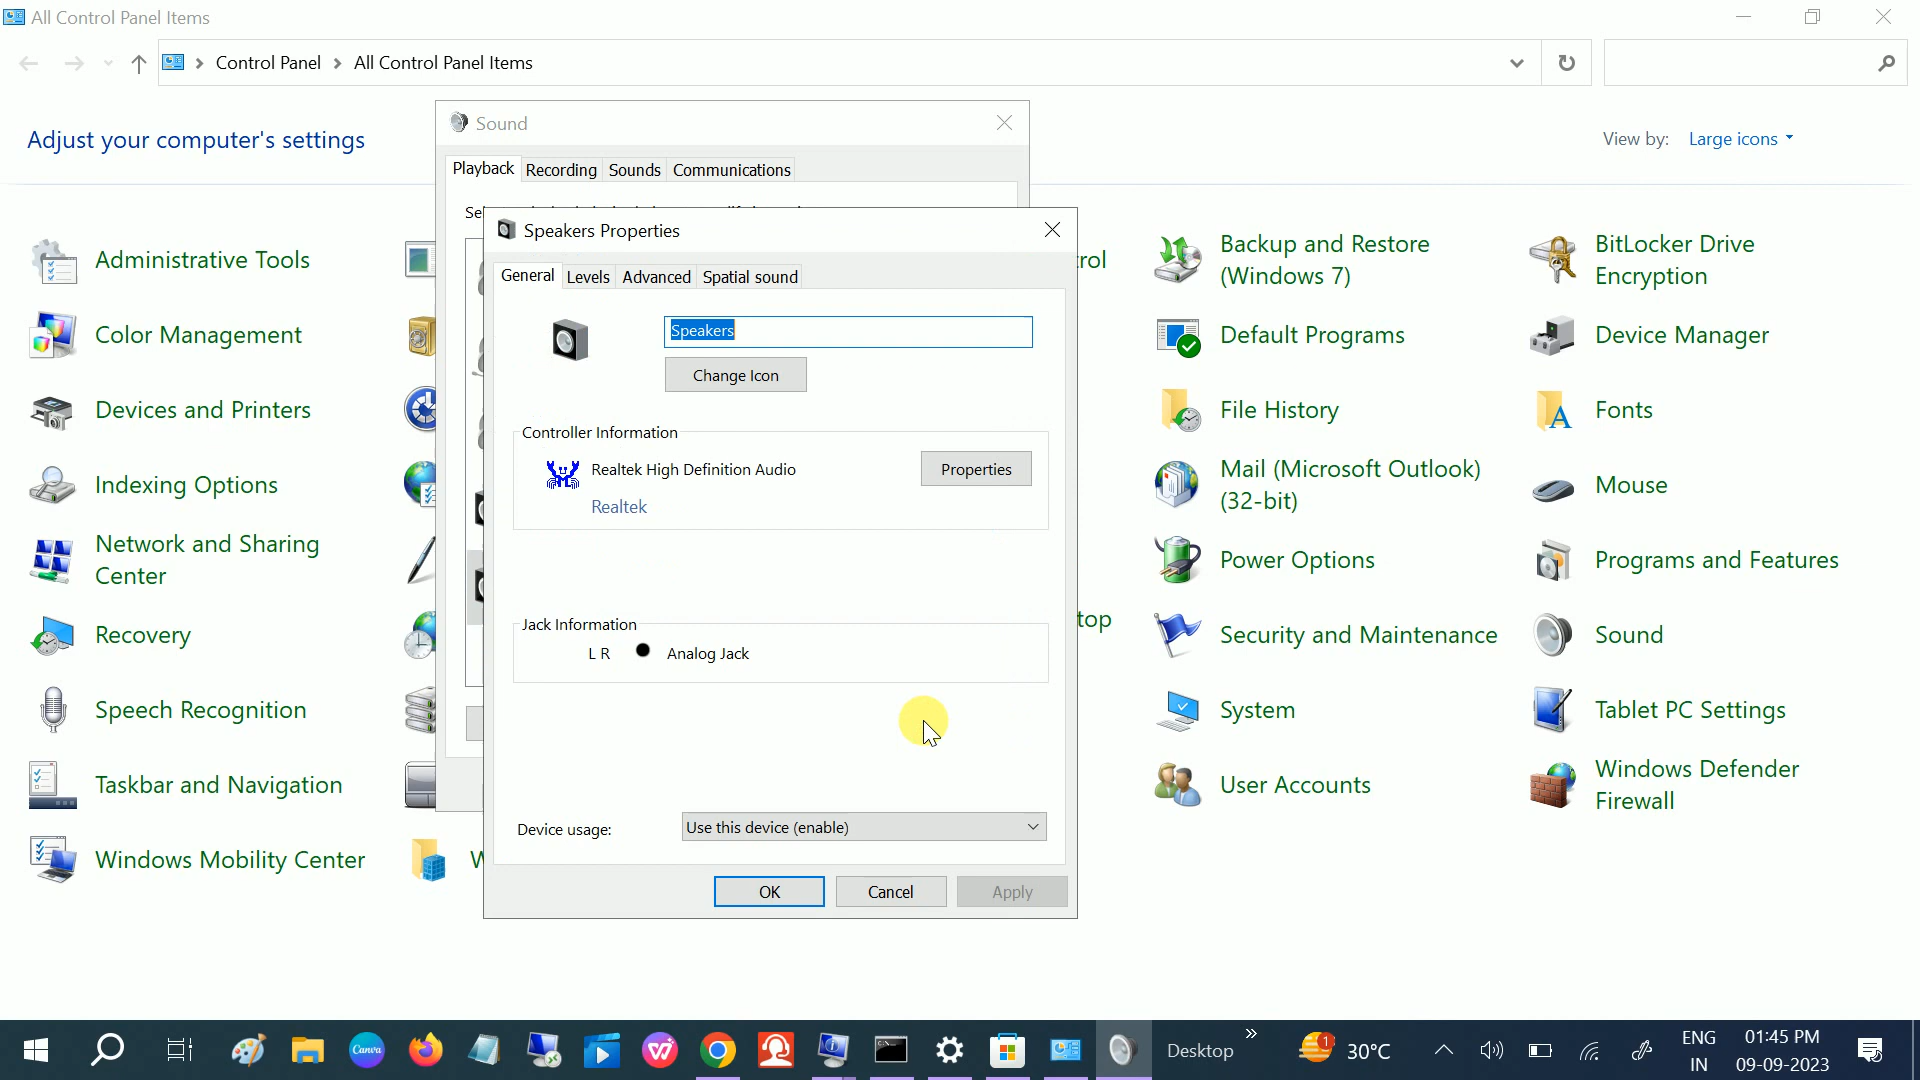 All Control Panel Items
Control Panel
All Control Panel Items
Adjust your computer's settings
View by: Large icons
Sound
Playback Recording Sounds Communications
Speakers Properties
General Levels Advanced Spatial sound
Speakers
Change Icon
Controller Information
Realtek High Definition Audio
Properties
Realtek
Jack Information
L R
Analog Jack
Device usage:
Use this device (enable)
OK
Cancel
Apply
Administrative Tools
Backup and Restore
(Windows 7)
BitLocker Drive
Encryption
Color Management
Default Programs
Device Manager
Devices and Printers
File History
Fonts
Indexing Options
Mail (Microsoft Outlook)
(32-bit)
Mouse
Network and Sharing
Center
Power Options
Programs and Features
Recovery
Security and Maintenance
Sound
Speech Recognition
System
Tablet PC Settings
Taskbar and Navigation
User Accounts
Windows Defender
Firewall
Windows Mobility Center
Canva
Desktop
1
30°C
ENG
IN
01:45 PM
09-09-2023